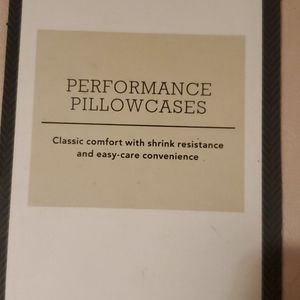 PERFORMANCE
PILLOWCASES
Classic comfort with shrink resistance
and easy-care convenience